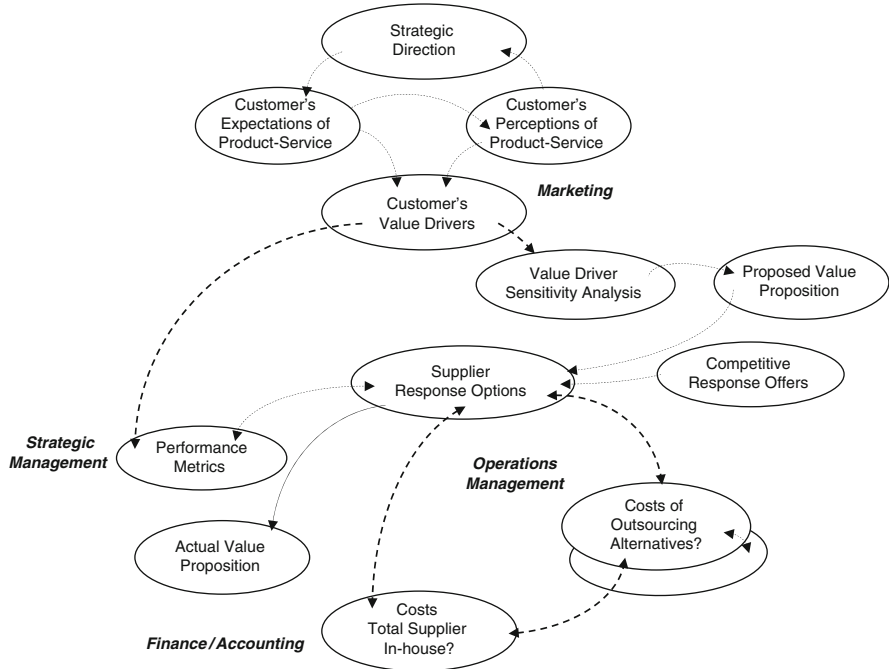 Strategic
Direction
Customer's
Expectations of
Product-Service
Customer's
Perceptions of
Product-Service
Marketing
Customer's
Value Drivers
Value Driver
Sensitivity Analysis
Proposed Value
Proposition
Supplier
Response Options
Competitive
Response Offers
Strategic
Management
Performance
Metrics
Operations
Management
Costs of
Outsourcing
Alternatives?
Actual Value
Proposition
Costs
Total Supplier
In-house?
Finance/Accounting